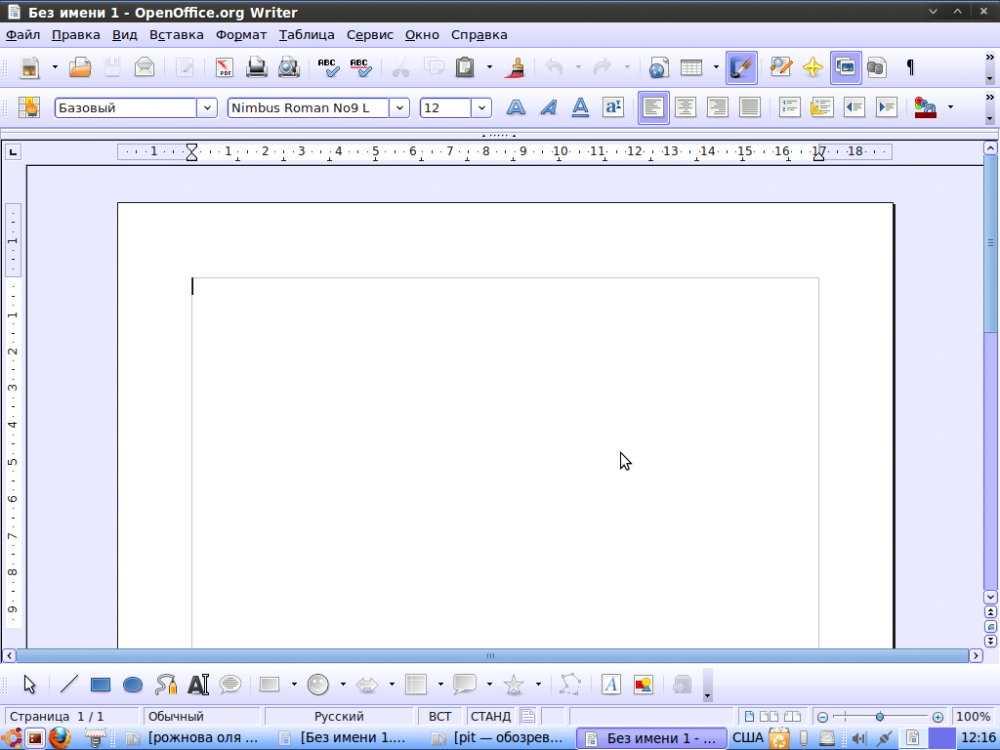 Без имени 1 - OpenOffice.org Writer
Файл Правка Вид Вставка Формат Таблица Сервис Окно Справка
PDF ABC ABC ¶ »
Базовый Nimbus Roman No9 L 12 A A A a »
1 1 2 3 4 5 6 7 8 9 10 11 12 13 14 15 16 17 18
1
1
2
3
4
5
6
7
8
9
A A
Страница 1 / 1 Обычный Русский ВСТ СТАНД 100%
[рожнова оля ... [Без имени 1.... [pit — обозрев... Без имени 1 - ... США 12:16